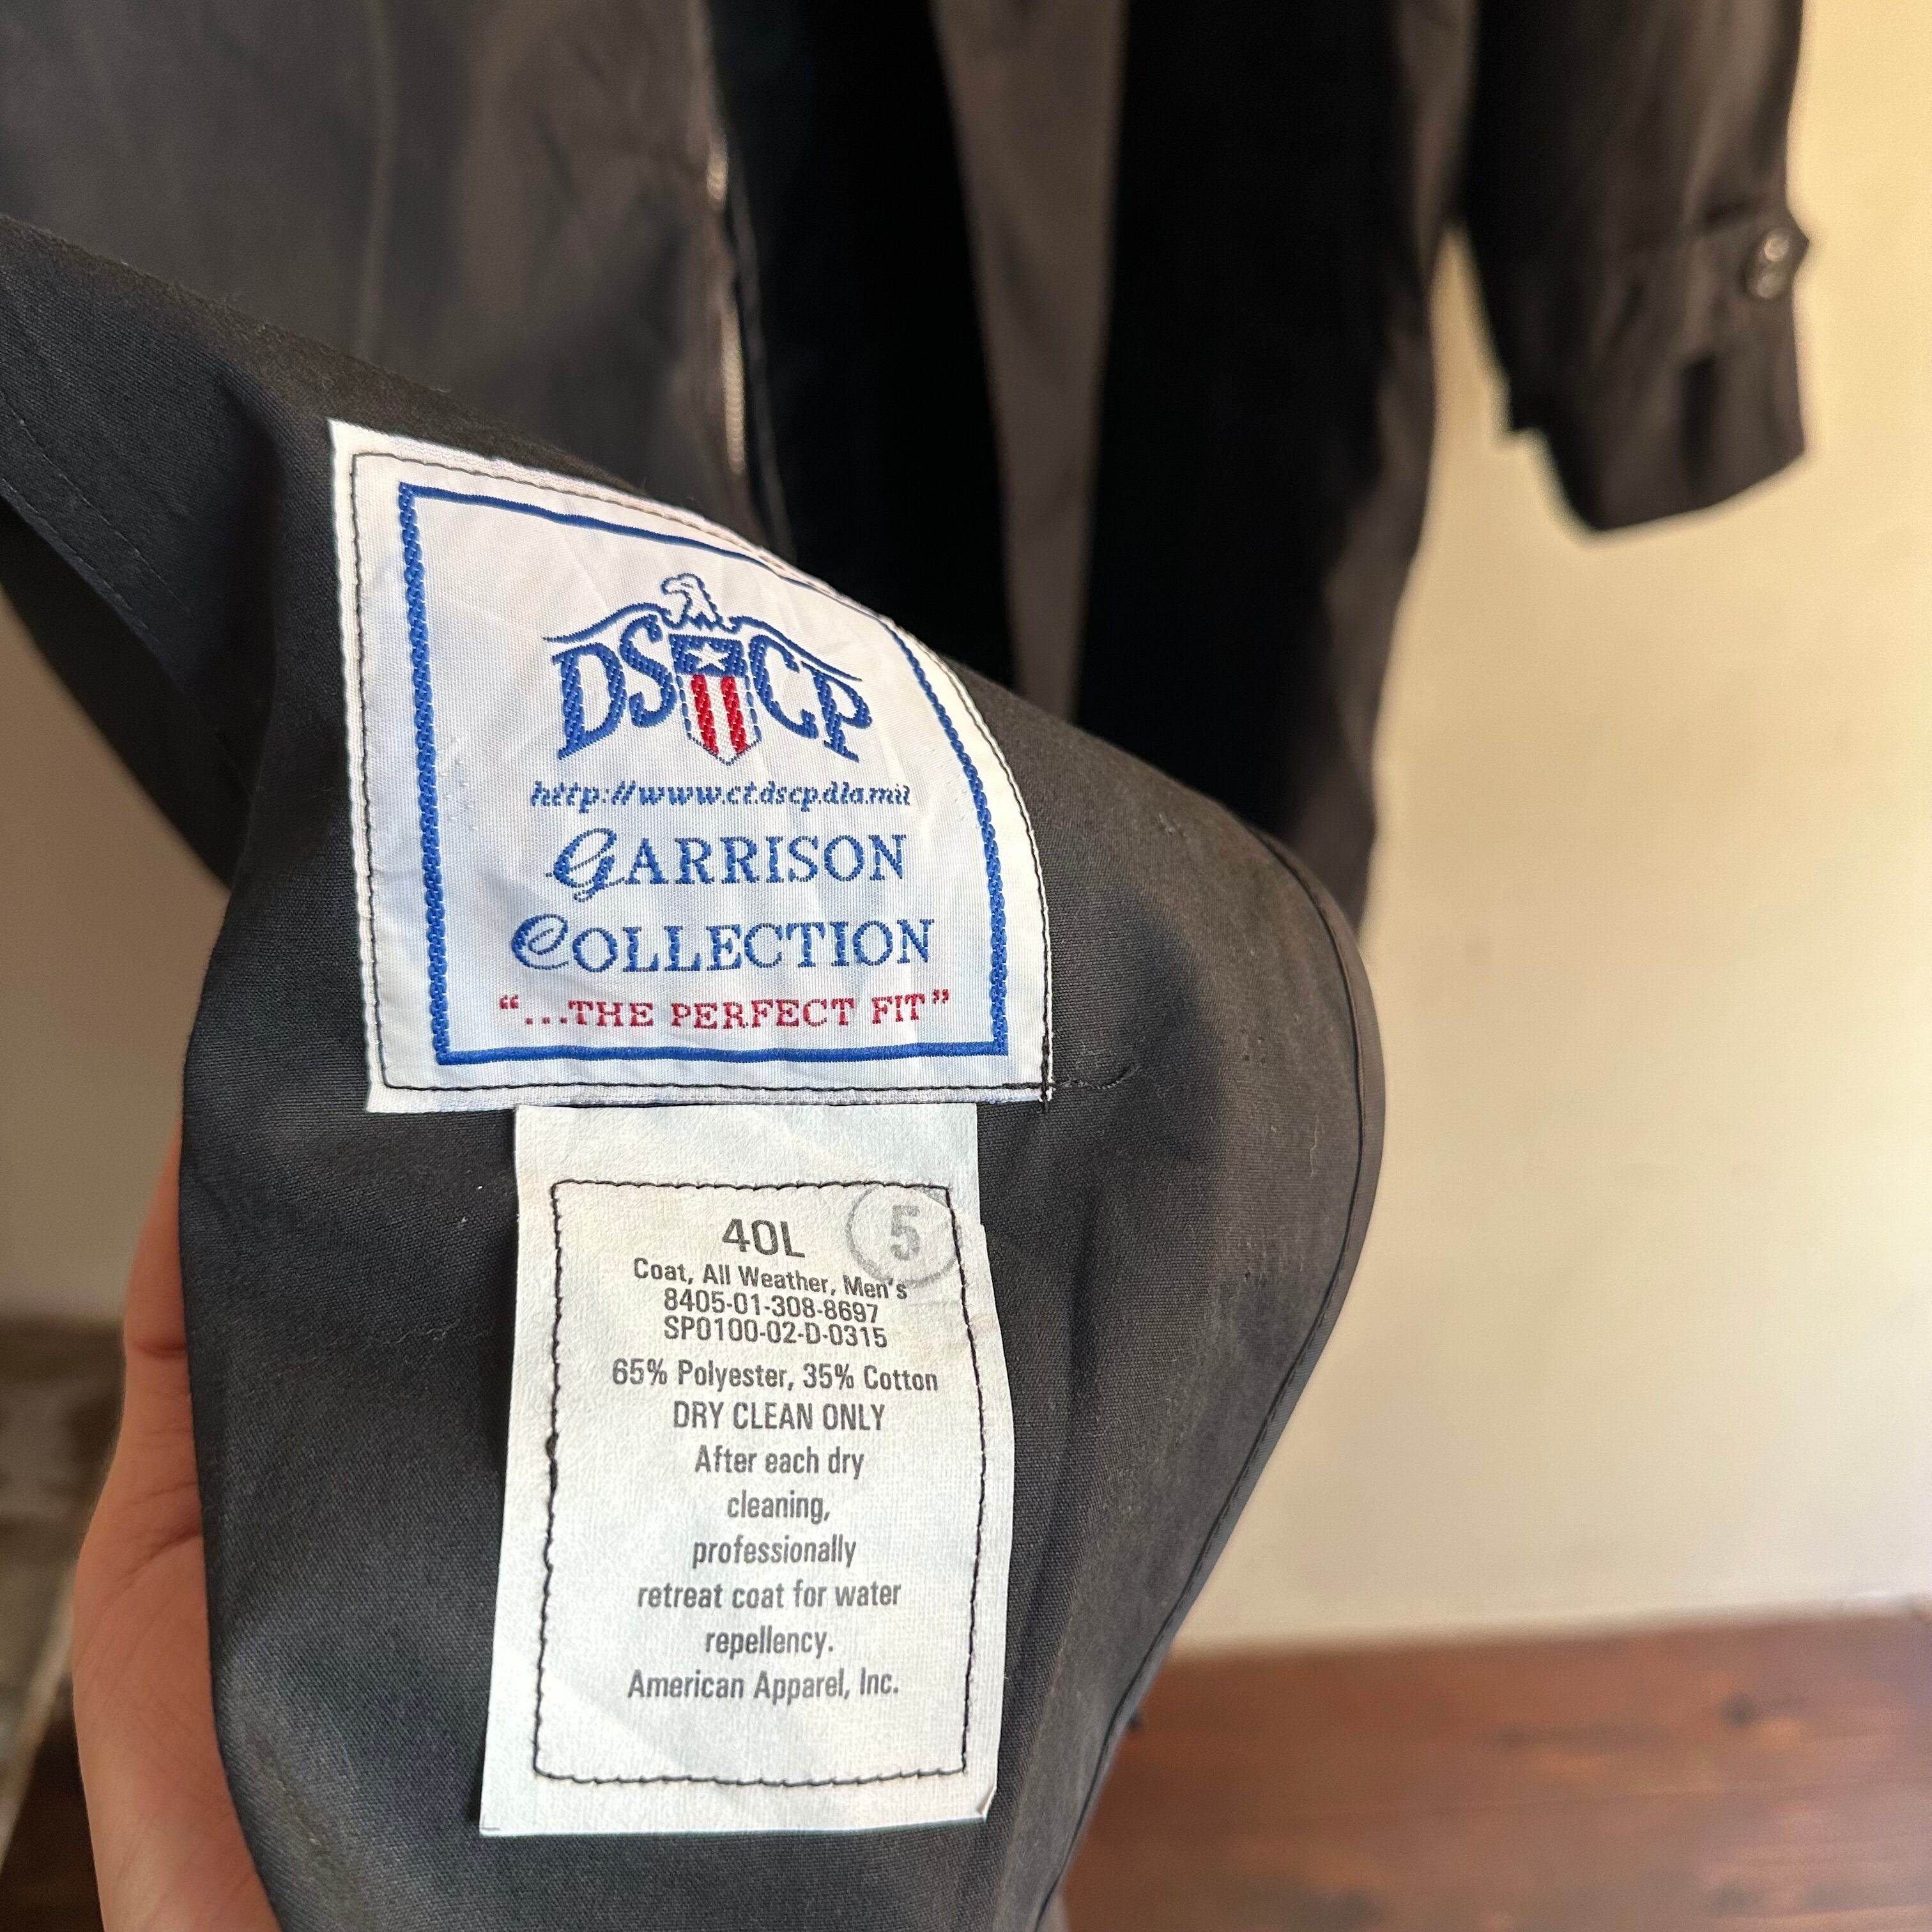 DSCP
http://www.ct.dscp.dla.mil
GARRISON
COLLECTION
"...THE PERFECT FIT"
40L 5
Coat, All Weather, Men's
8405-01-308-8697
SP0100-02-D-0315
65% Polyester, 35% Cotton
DRY CLEAN ONLY
After each dry
cleaning,
professionally
retreat coat for water
repellency.
American Apparel, Inc.